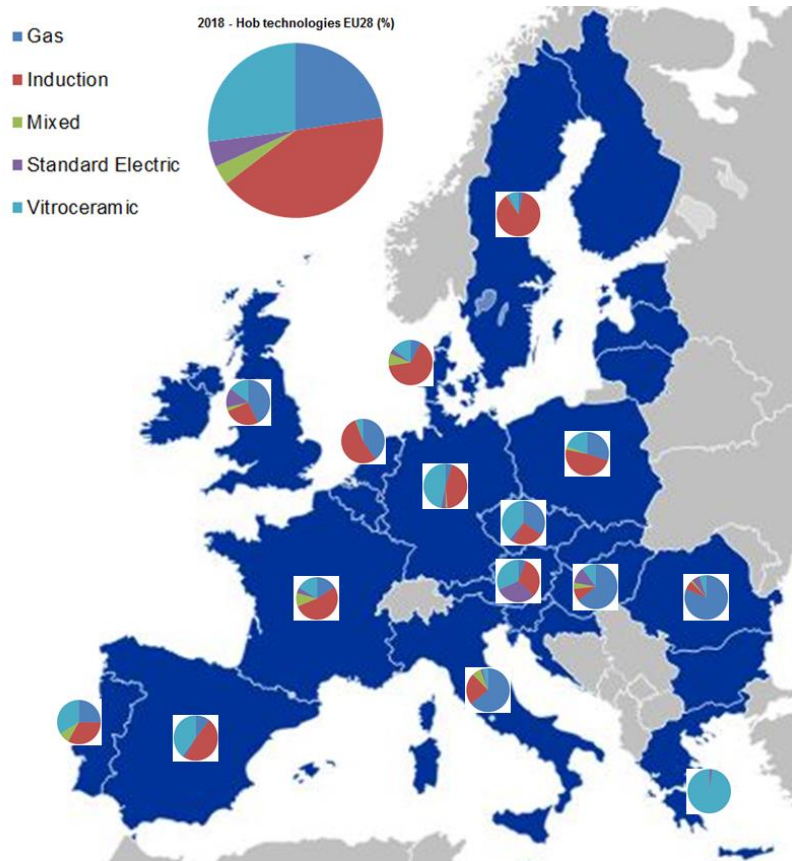 2018 - Hob technologies EU28 (%)
Gas
Induction
Mixed
Standard Electric
Vitroceramic